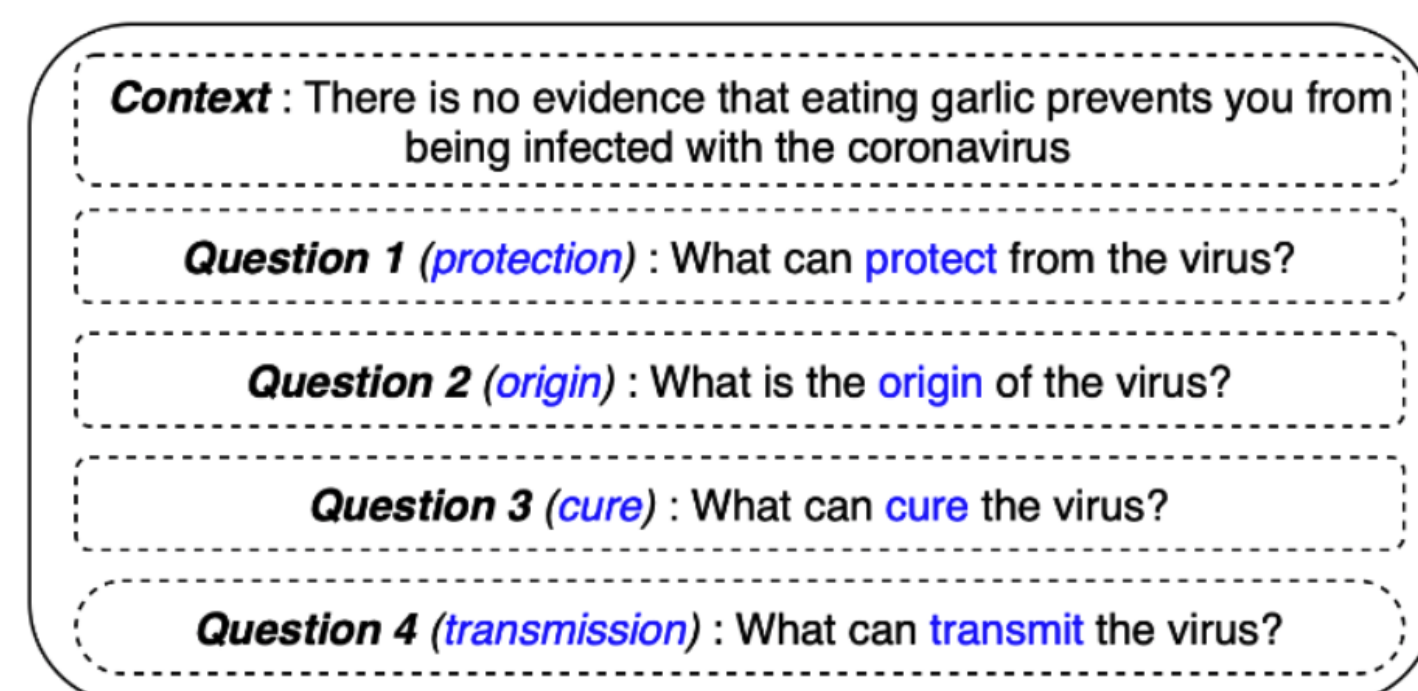 Context : There is no evidence that eating garlic prevents you from
being infected with the coronavirus
Question 1 (protection) : What can protect from the virus?
Question 2 (origin) : What is the origin of the virus?
Question 3 (cure) : What can cure the virus?
Question 4 (transmission) : What can transmit the virus?